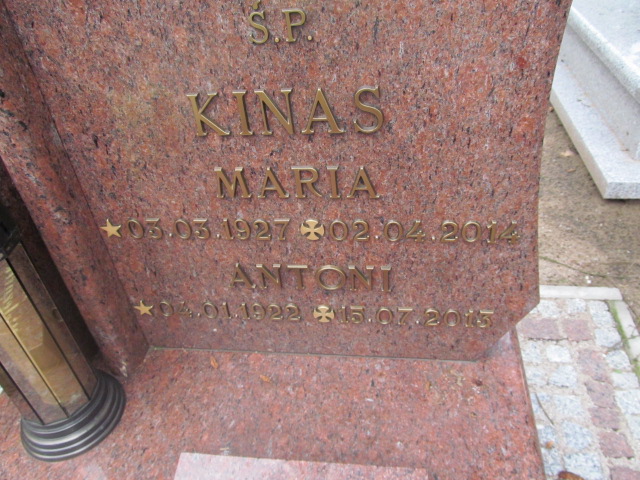 Ś.P.
KINAS
MARIA
03.03.1927 02.04.2014
ANTONI
04.01.1922 15.07.2013